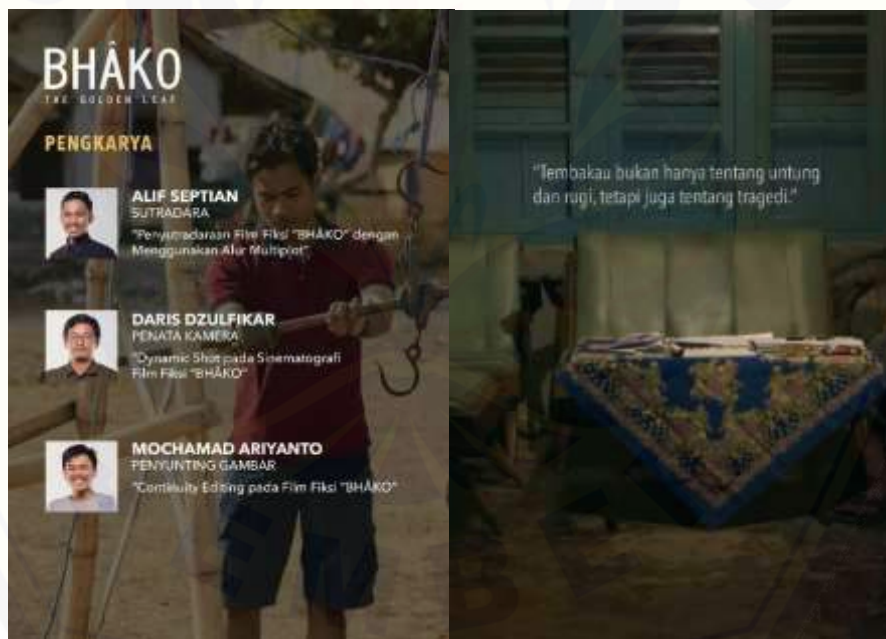 BHÂKO
THE GOLDEN LEAF
PENGKARYA
ALIF SEPTIAN
SUTRADARA
"Penyutradaraan Film Fiksi "BHÂKO" dengan
Menggunakan Alur Multiplot"
DARIS DZULFIKAR
PENATA KAMERA
"Dynamic Shot pada Sinematografi
Film Fiksi "BHÂKO"
MOCHAMAD ARIYANTO
PENYUNTING GAMBAR
"Continuity Editing pada Film Fiksi "BHÂKO"
"Tembakau bukan hanya tentang untung
dan rugi, tetapi juga tentang tragedi."